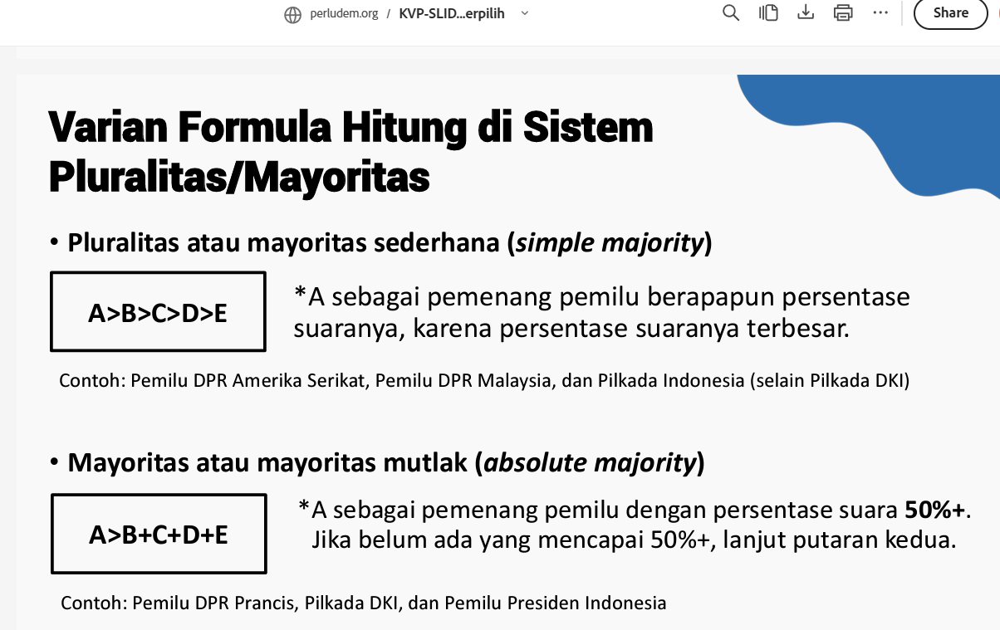 perludem.org / KVP-SLID...erpilih
Share
Varian Formula Hitung di Sistem
Pluralitas/Mayoritas
• Pluralitas atau mayoritas sederhana (simple majority)
A>B>C>D>E
*A sebagai pemenang pemilu berapapun persentase
suaranya, karena persentase suaranya terbesar.
Contoh: Pemilu DPR Amerika Serikat, Pemilu DPR Malaysia, dan Pilkada Indonesia (selain Pilkada DKI)
• Mayoritas atau mayoritas mutlak (absolute majority)
A>B+C+D+E
*A sebagai pemenang pemilu dengan persentase suara 50%+.
Jika belum ada yang mencapai 50%+, lanjut putaran kedua.
Contoh: Pemilu DPR Prancis, Pilkada DKI, dan Pemilu Presiden Indonesia